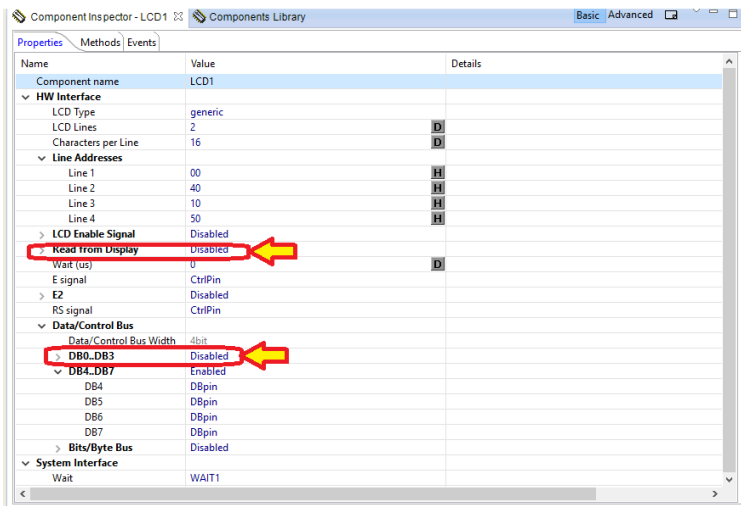 Component Inspector - LCD1 Components Library Basic Advanced
Properties Methods Events
Name Value Details
Component name LCD1
HW Interface
LCD Type generic
LCD Lines 2 D
Characters per Line 16 D
Line Addresses
Line 1 00 H
Line 2 40 H
Line 3 10 H
Line 4 50 H
LCD Enable Signal Disabled
Read from Display Disabled
Wait (us) 0 D
E signal CtrlPin
E2 Disabled
RS signal CtrlPin
Data/Control Bus
Data/Control Bus Width 4bit
DB0..DB3 Disabled
DB4..DB7 Enabled
DB4 DBpin
DB5 DBpin
DB6 DBpin
DB7 DBpin
Bits/Byte Bus Disabled
System Interface
Wait WAIT1